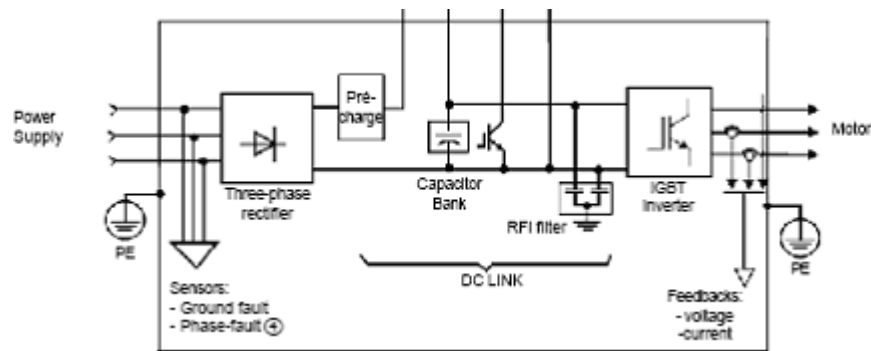 Power
Supply
PE
Three-phase
rectifier
Pré-
charge
Capacitor
Bank
RFI filter
IGBT
Inverter
Motor
PE
DC LINK
Sensors:
- Ground fault
- Phase-fault
Feedbacks:
- voltage
-current